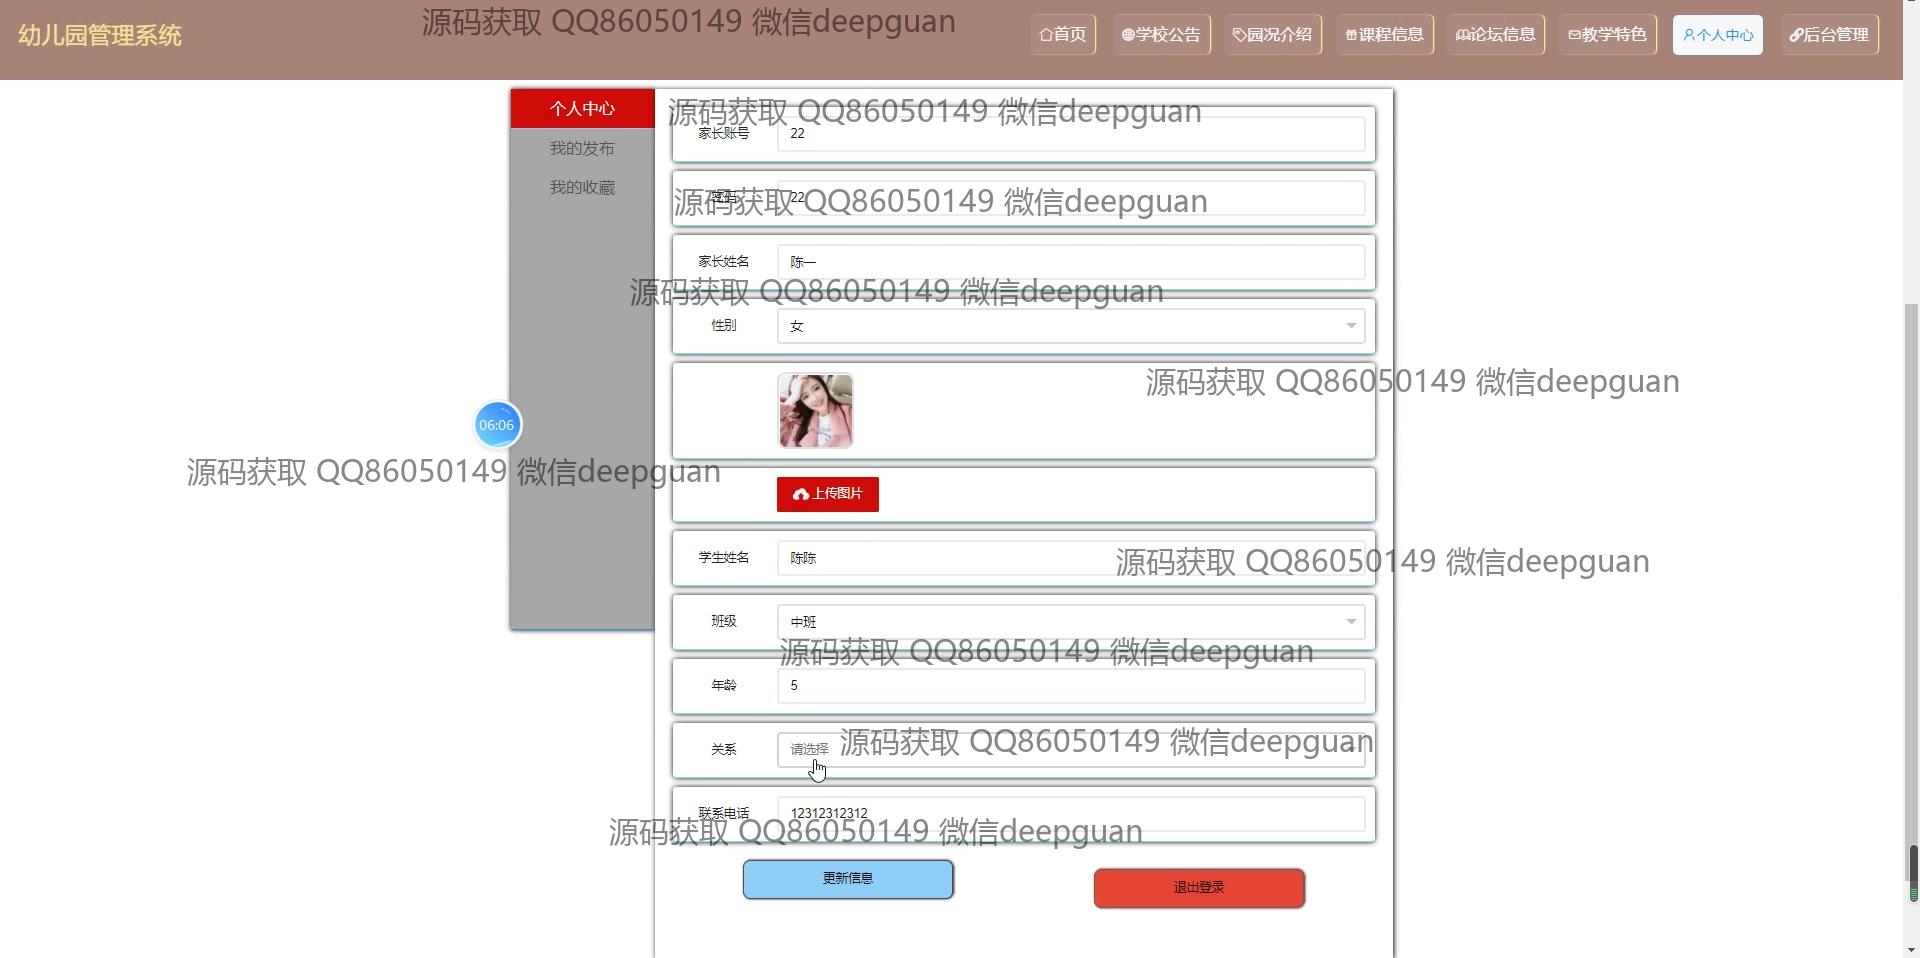 幼儿园管理系统
源码获取 QQ86050149 微信deepguan
首页
学校公告
园况介绍
课程信息
论坛信息
教学特色
个人中心
后台管理
个人中心
我的发布
我的收藏
源码获取 QQ86050149 微信deepguan
家长账号 22
密码 22
源码获取 QQ86050149 微信deepguan
家长姓名 陈一
源码获取 QQ86050149 微信deepguan
性别 女
源码获取 QQ86050149 微信deepguan
06:06
源码获取 QQ86050149 微信deepguan
上传图片
学生姓名 陈陈
源码获取 QQ86050149 微信deepguan
班级 中班
源码获取 QQ86050149 微信deepguan
年龄 5
关系 请选择
源码获取 QQ86050149 微信deepguan
联系电话 12312312312
源码获取 QQ86050149 微信deepguan
更新信息
退出登录